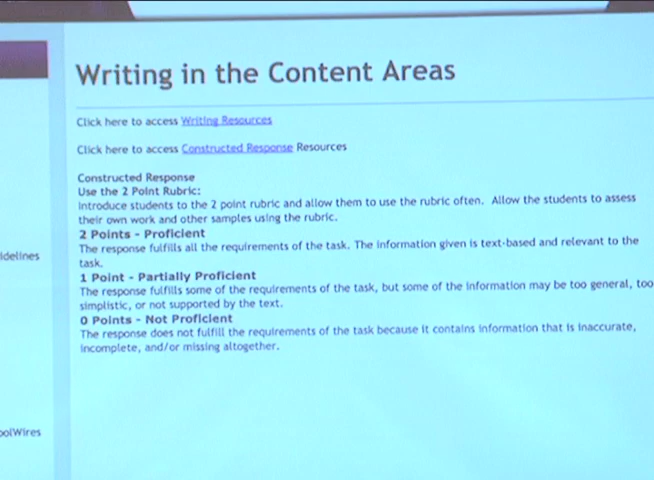 Writing in the Content Areas
Click here to access Writing Resources
Click here to access Constructed Response Resources
Constructed Response
Use the 2 Point Rubric:
Introduce students to the 2 point rubric and allow them to use the rubric often. Allow the students to assess
their own work and other samples using the rubric.
2 Points - Proficient
The response fulfills all the requirements of the task. The information given is text-based and relevant to the
task.
1 Point - Partially Proficient
The response fulfills some of the requirements of the task, but some of the information may be too general, too
simplistic, or not supported by the text.
0 Points - Not Proficient
The response does not fulfill the requirements of the task because it contains information that is inaccurate,
incomplete, and/or missing altogether.
idelines
oolWires